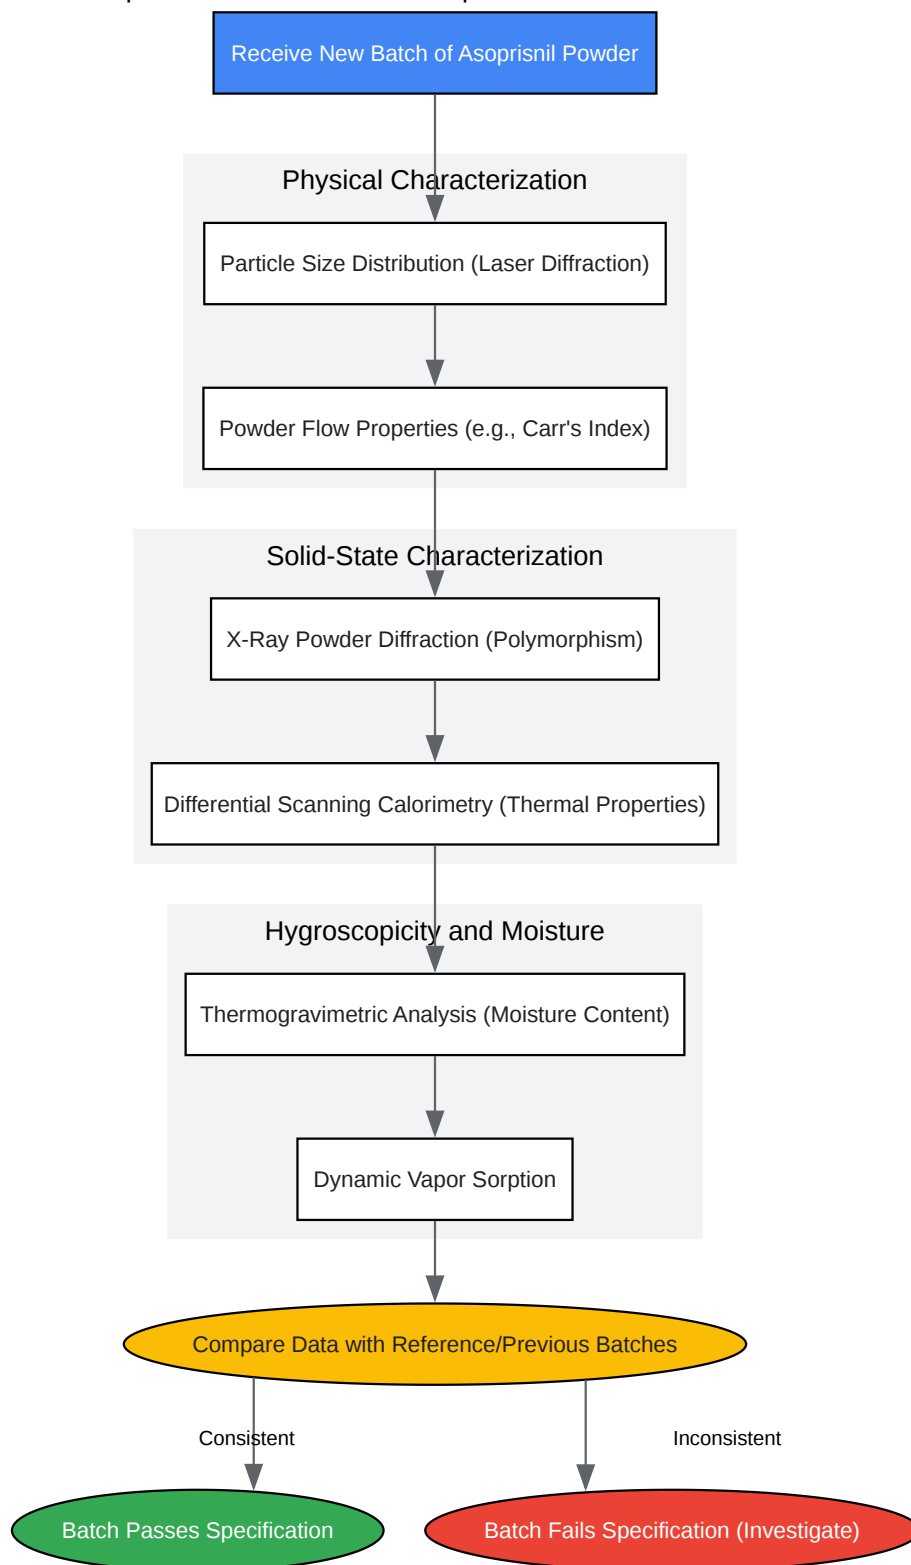 Receive New Batch of Asoprisnil Powder
Physical Characterization
Particle Size Distribution (Laser Diffraction)
Powder Flow Properties (e.g., Carr's Index)
Solid-State Characterization
X-Ray Powder Diffraction (Polymorphism)
Differential Scanning Calorimetry (Thermal Properties)
Hygroscopicity and Moisture
Thermogravimetric Analysis (Moisture Content)
Dynamic Vapor Sorption
Compare Data with Reference/Previous Batches
Consistent
Inconsistent
Batch Passes Specification
Batch Fails Specification (Investigate)